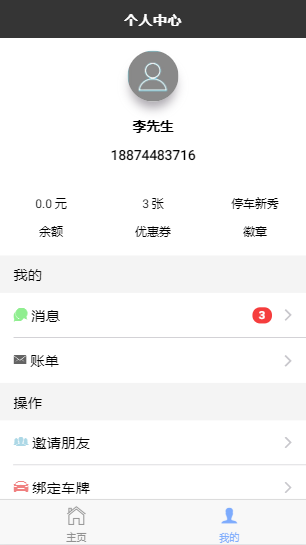 个人中心
李先生
18874483716
0.0 元 3 张 停车新秀
余额 优惠券 徽章
我的
消息 3
账单
操作
邀请朋友
绑定车牌
主页 我的